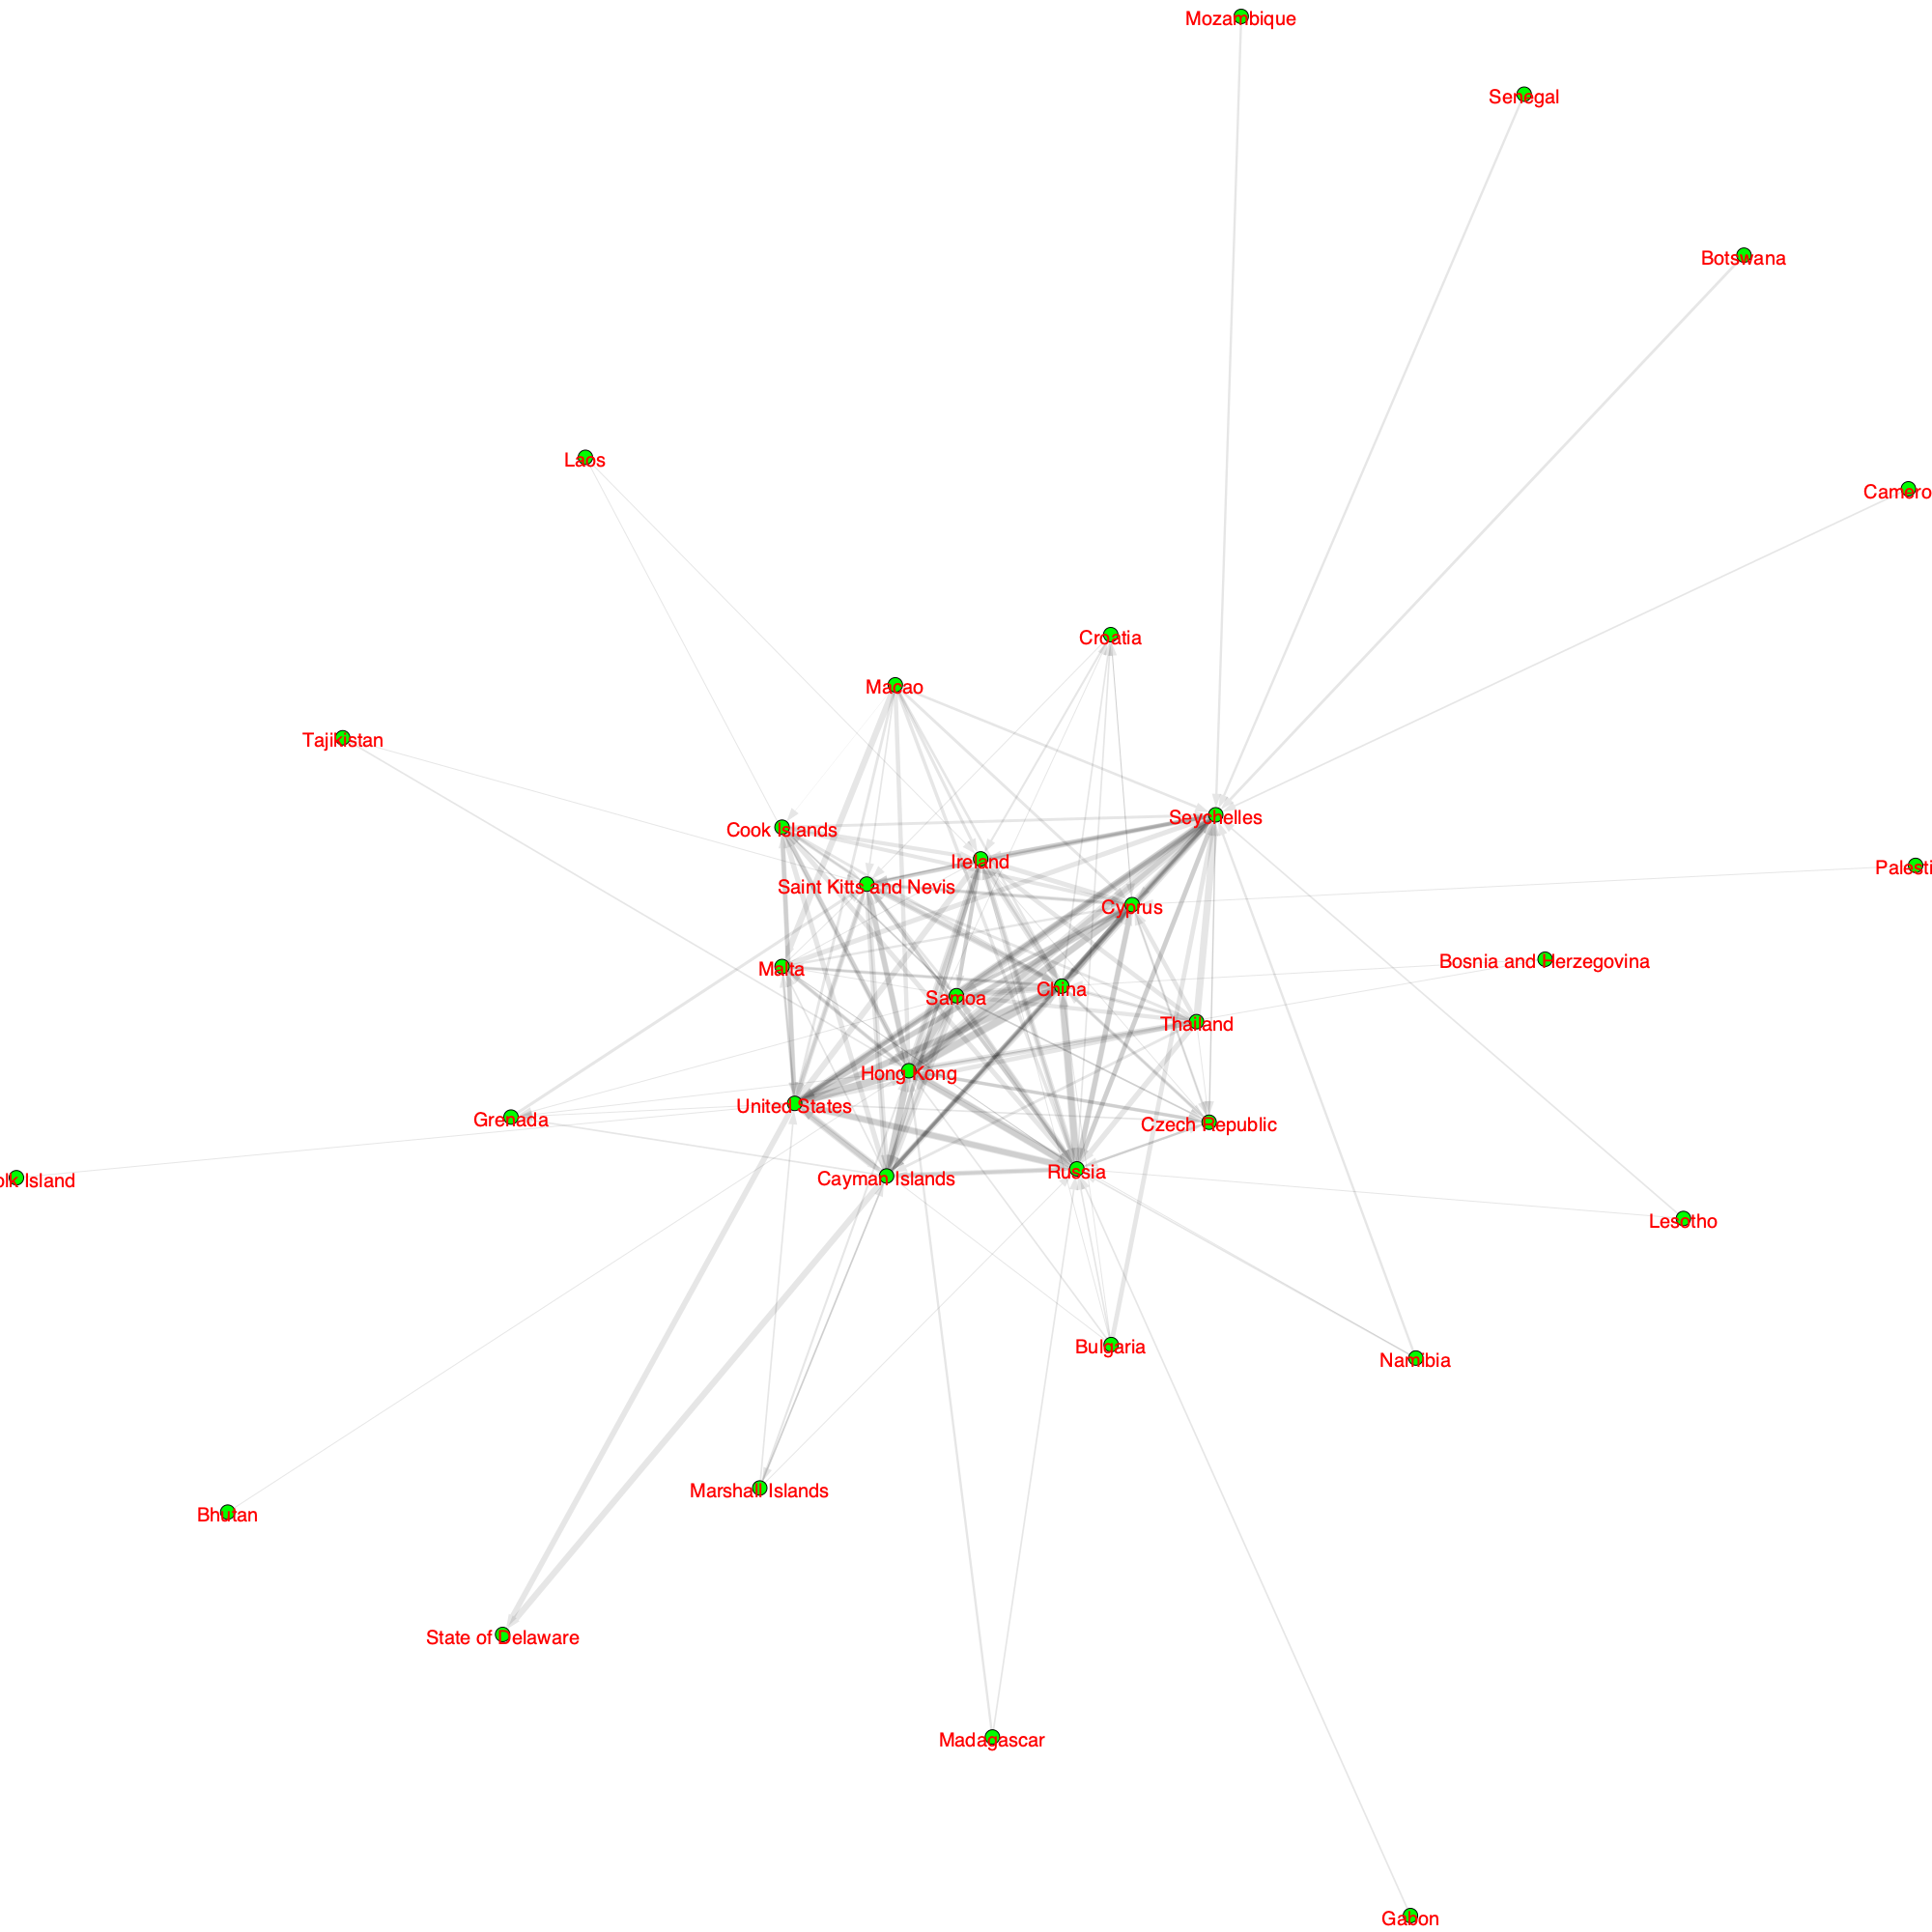 Mozambique
Senegal
Botswana
Laos
Camero
Croatia
Macao
Tajikistan
Seychelles
Cook Islands
Ireland
Palesti
Saint Kitts and Nevis
Cyprus
Bosnia and Herzegovina
Malta
China
Samoa
Thailand
Hong Kong
United States
Grenada
Czech Republic
Russia
Cayman Islands
olk Island
Lesotho
Bulgaria
Namibia
Marshall Islands
Bhutan
State of Delaware
Madagascar
Gabon